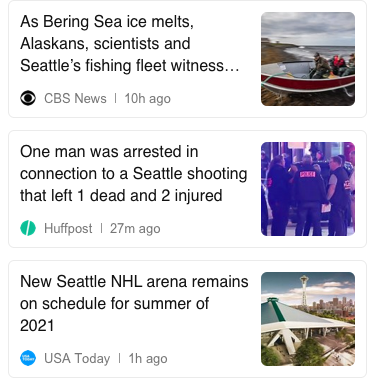 As Bering Sea ice melts,
Alaskans, scientists and
Seattle’s fishing fleet witness…
CBS News | 10h ago
One man was arrested in
connection to a Seattle shooting
that left 1 dead and 2 injured
POLICE
Huffpost | 27m ago
New Seattle NHL arena remains
on schedule for summer of
2021
USA Today | 1h ago